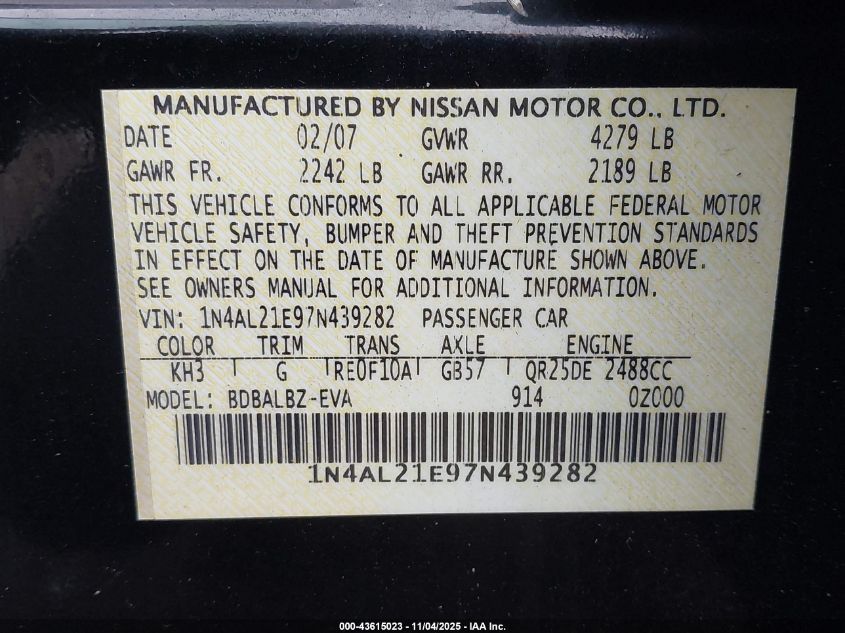 MANUFACTURED BY NISSAN MOTOR CO., LTD.
DATE 02/07 GVWR 4279 LB
GAWR FR. 2242 LB GAWR RR. 2189 LB
THIS VEHICLE CONFORMS TO ALL APPLICABLE FEDERAL MOTOR
VEHICLE SAFETY, BUMPER AND THEFT PREVENTION STANDARDS
IN EFFECT ON THE DATE OF MANUFACTURE SHOWN ABOVE.
SEE OWNERS MANUAL FOR ADDITIONAL INFORMATION.
VIN: 1N4AL21E97N439282 PASSENGER CAR
COLOR TRIM TRANS AXLE ENGINE
KH3 G RE0F10A GB57 QR25DE 2488CC
MODEL: BDBALBZ-EVA 914 0Z000
1N4AL21E97N439282
000-43615023 - 11/04/2025 - IAA Inc.